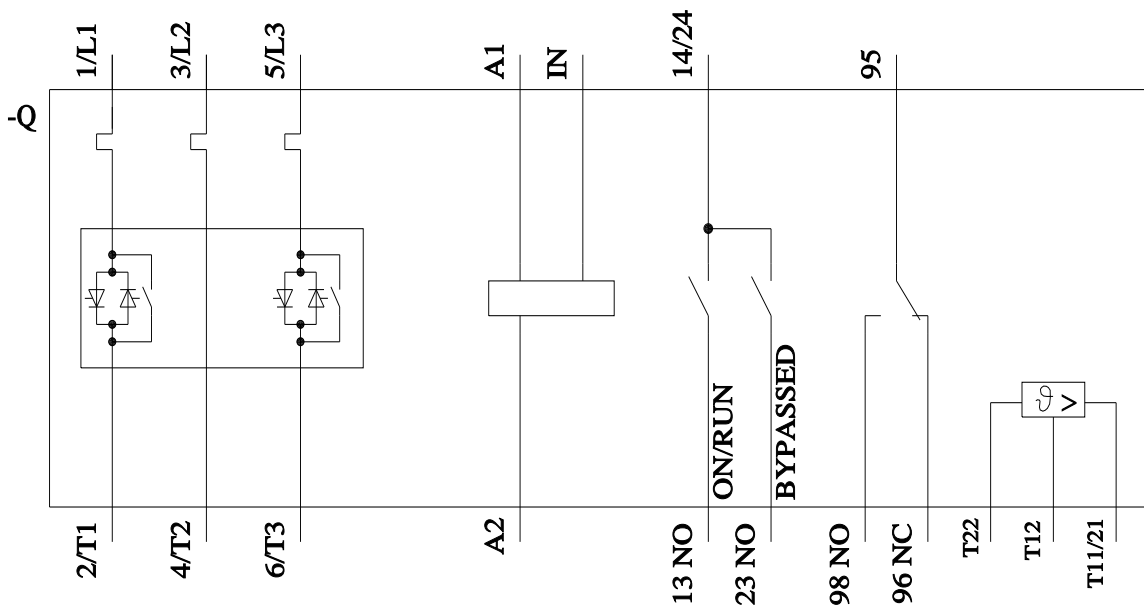 1/L1
3/L2
5/L3
A1
IN
14/24
95
-Q
ON/RUN
BYPASSED
ϑ >
2/T1
4/T2
6/T3
A2
13 NO
23 NO
98 NO
96 NC
T22
T12
T11/21